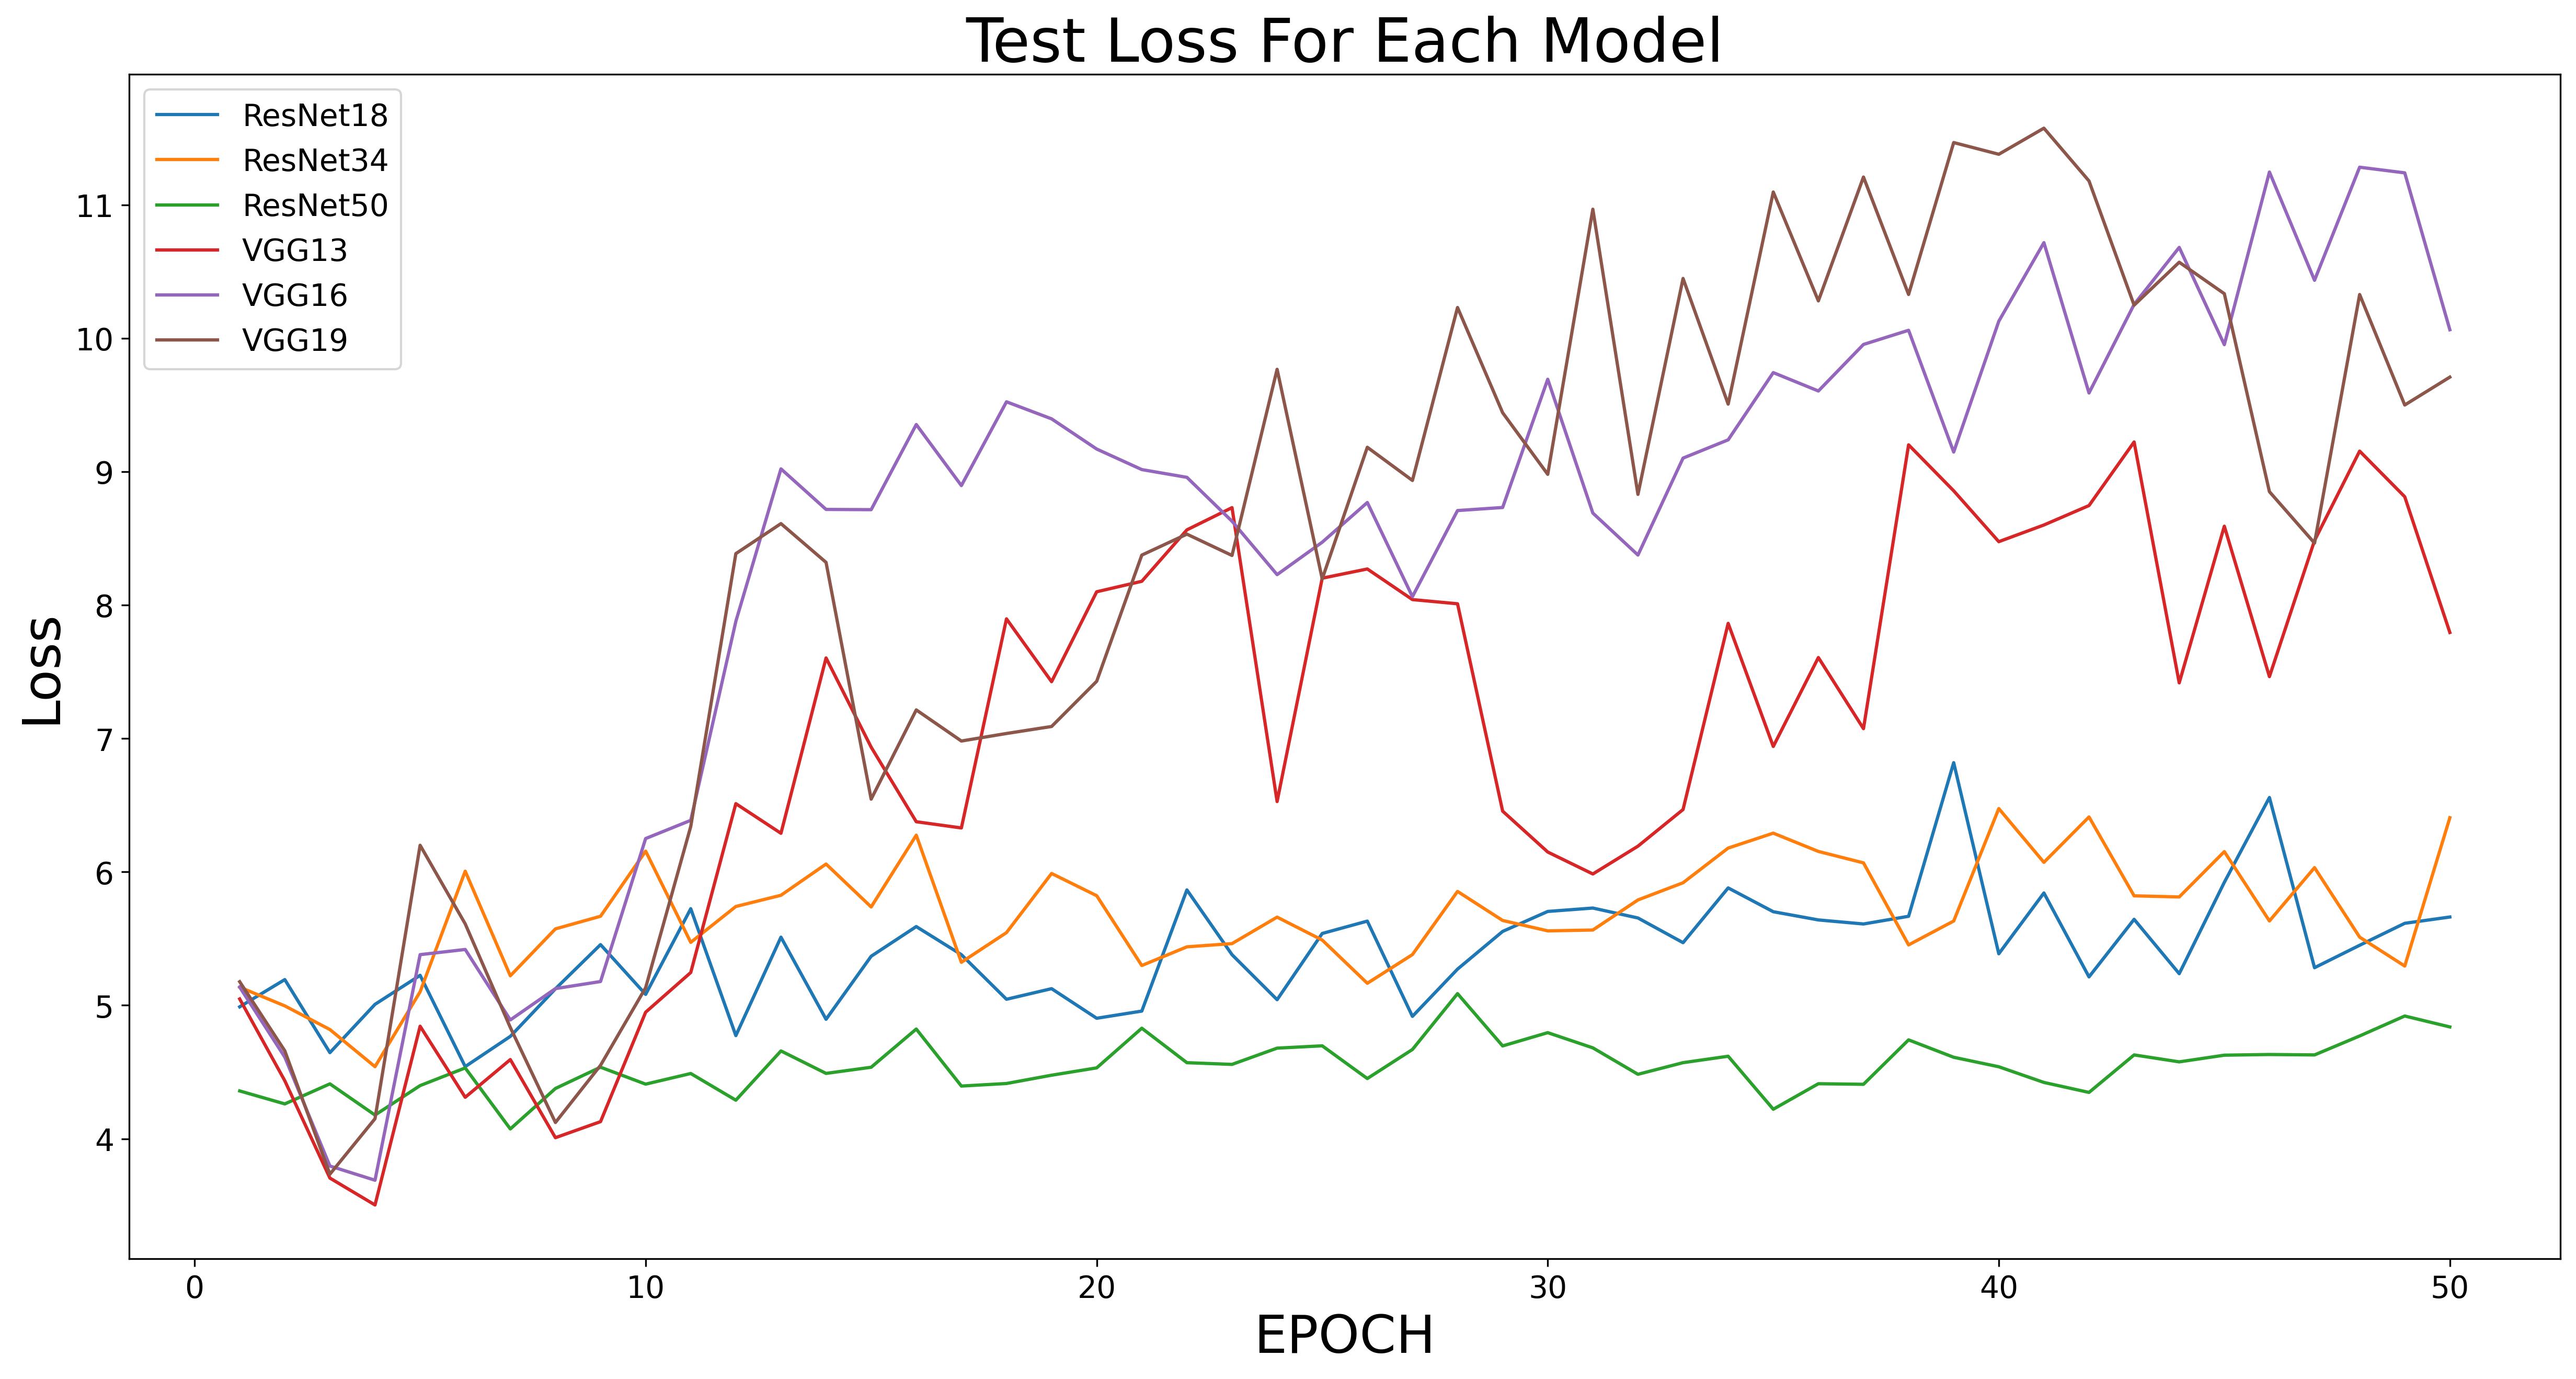 Test Loss For Each Model
ResNet18
ResNet34
ResNet50
VGG13
VGG16
VGG19
11
10
9
8
7
6
5
4
Loss
0 10 20 30 40 50
EPOCH